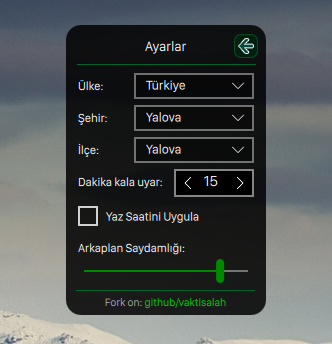 Ayarlar
Ülke: Türkiye
Şehir: Yalova
İlçe: Yalova
Dakika kala uyar: 15
Yaz Saatini Uygula
Arkaplan Saydamlığı:
Fork on: github/vaktisalah